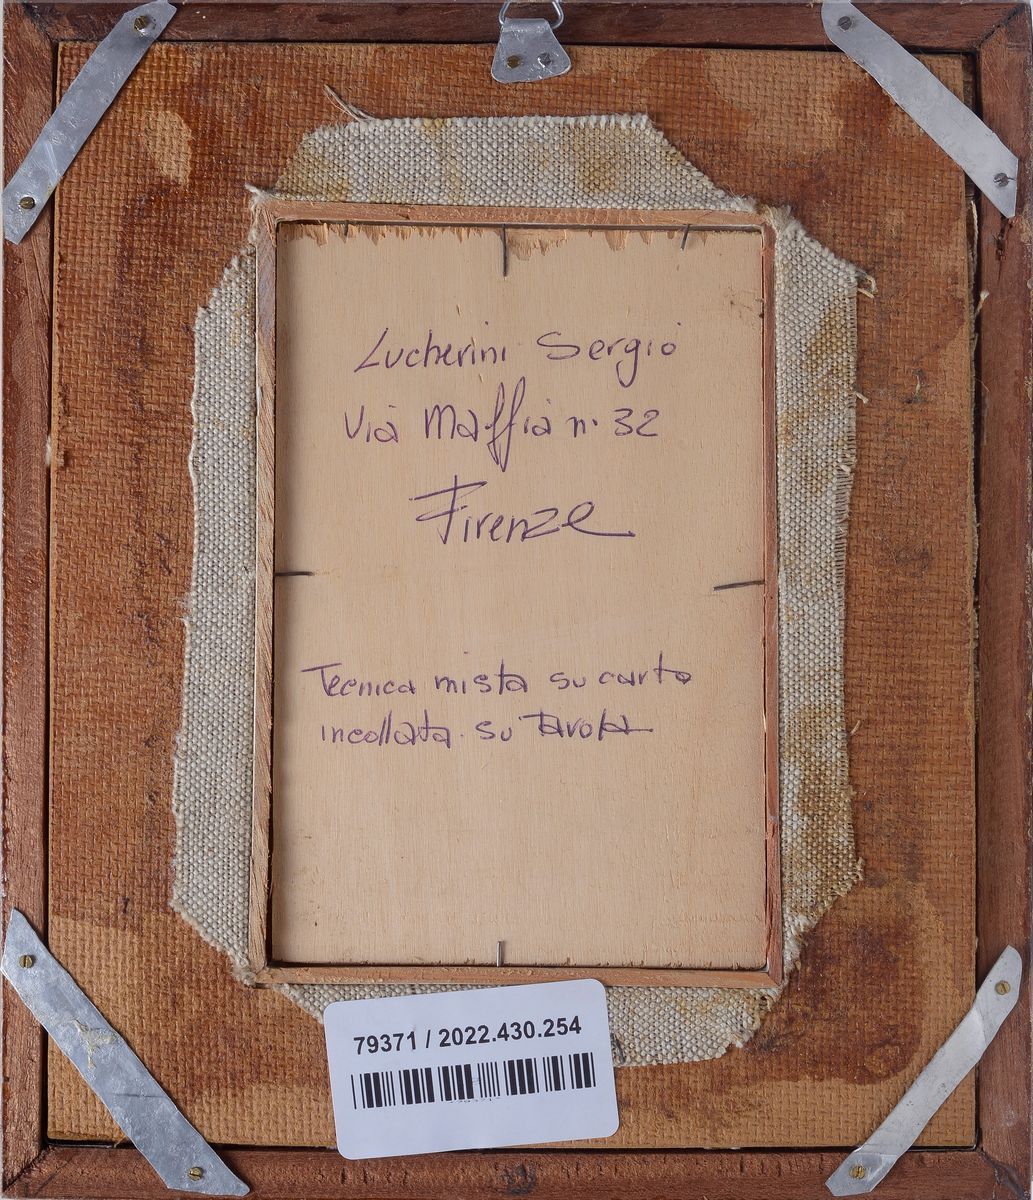 Lucherini Sergio
Via Maffia n. 32
Firenze
Tecnica mista su carta
incollata su Tavola
79371 / 2022.430.254